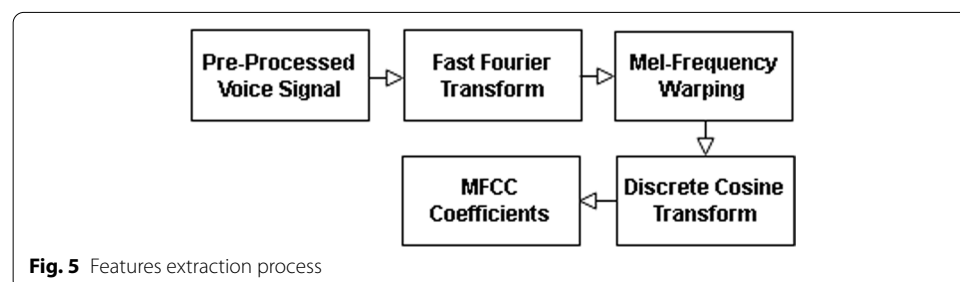 Pre-Processed
Voice Signal
Fast Fourier
Transform
Mel-Frequency
Warping
MFCC
Coefficients
Discrete Cosine
Transform
Fig. 5 Features extraction process